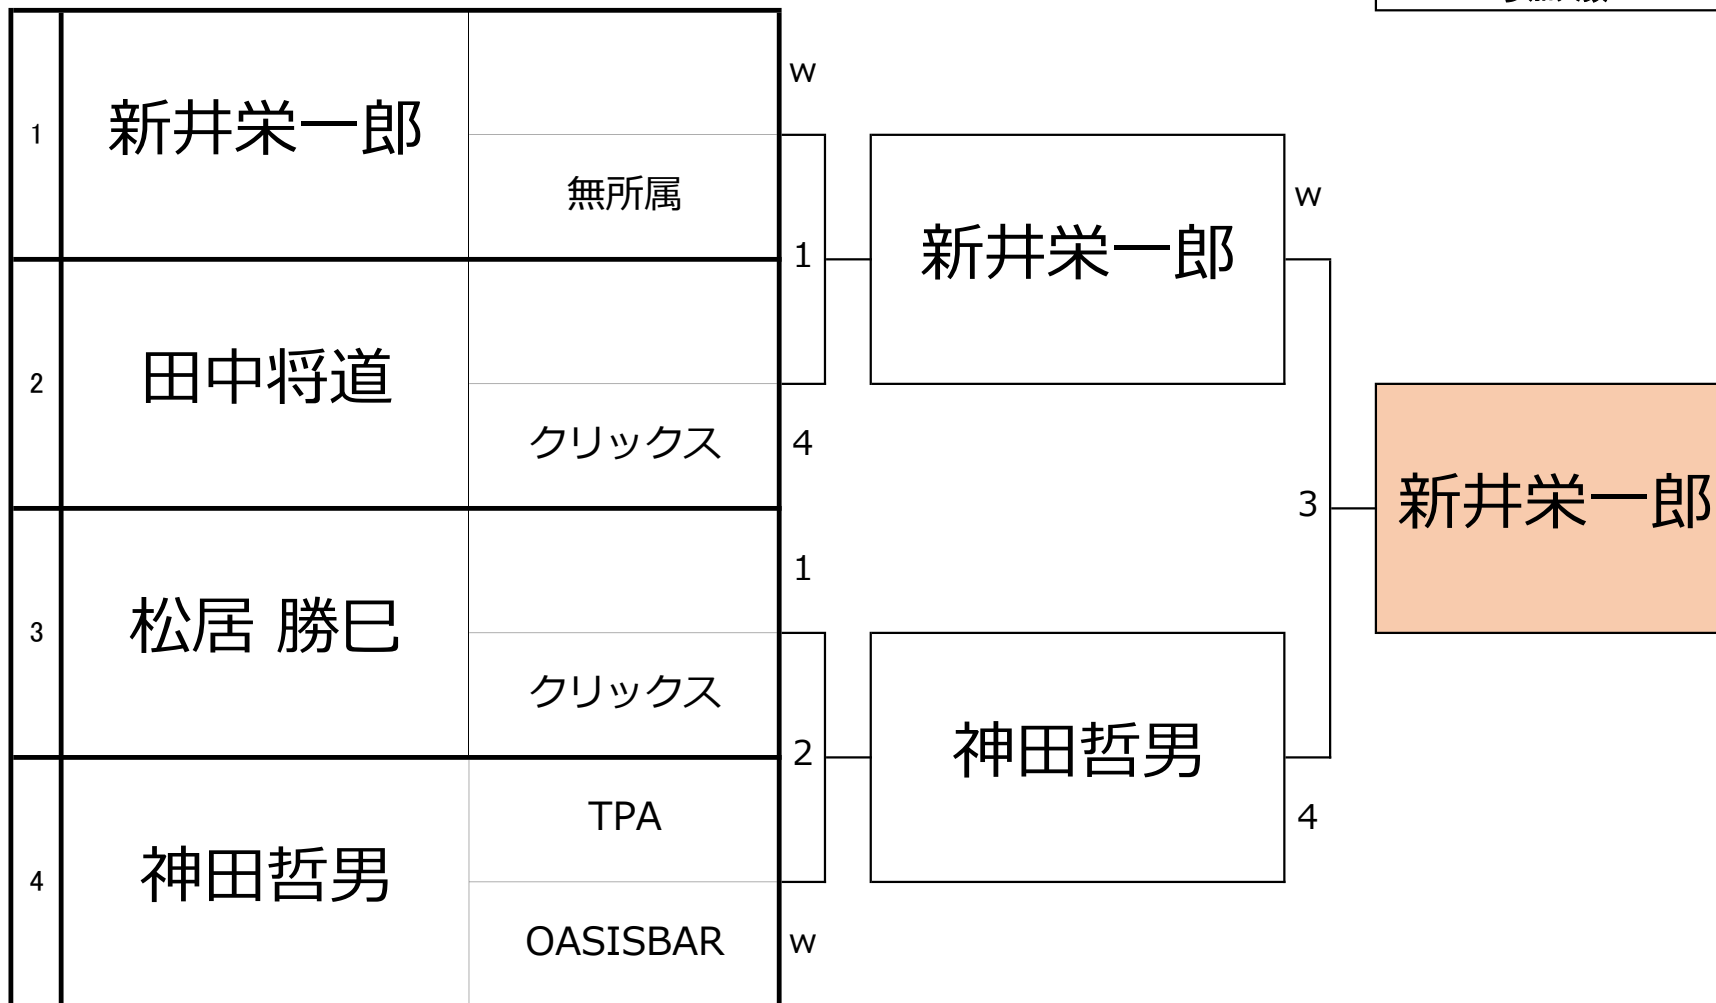 w
1
新井栄一郎
無所属
w
1
新井栄一郎
2
田中将道
クリックス
4
新井栄一郎
3
1
3
松居 勝巳
クリックス
2
神田哲男
TPA
4
4
神田哲男
OASISBAR
w